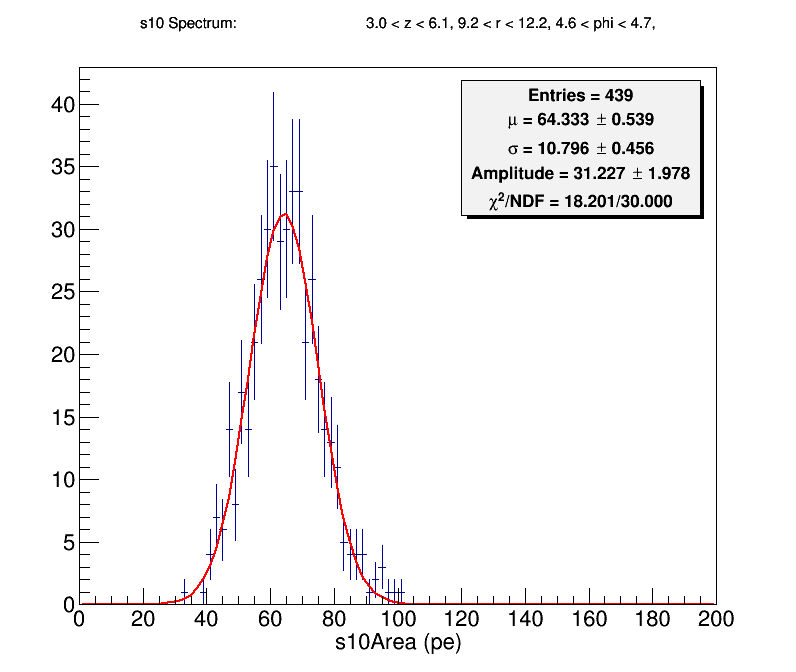 s10 Spectrum: 3.0 < z < 6.1, 9.2 < r < 12.2, 4.6 < phi < 4.7,
Entries = 439
μ = 64.333 ± 0.539
σ = 10.796 ± 0.456
Amplitude = 31.227 ± 1.978
χ²/NDF = 18.201/30.000
40
35
30
25
20
15
10
5
0
0 20 40 60 80 100 120 140 160 180 200
s10Area (pe)